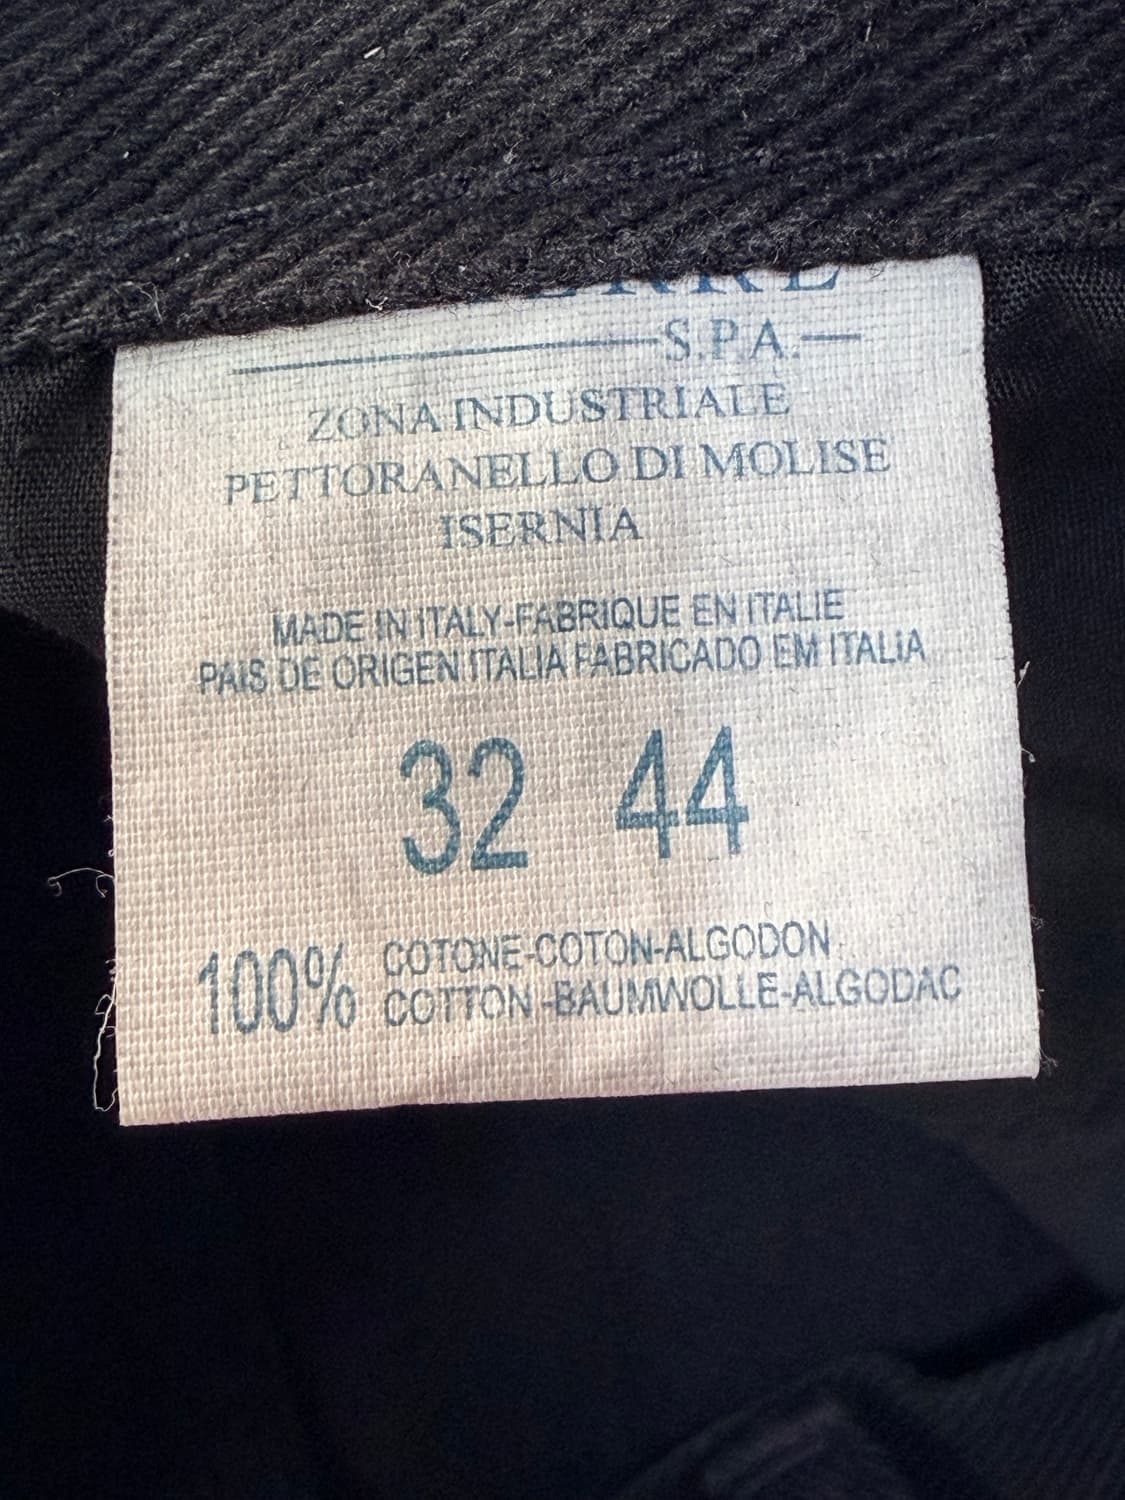 S.P.A.
ZONA INDUSTRIALE
PETTORANELLO DI MOLISE
ISERNIA
MADE IN ITALY-FABRIQUE EN ITALIE
PAIS DE ORIGEN ITALIA FABRICADO EM ITALIA
32 44
100% COTONE-COTON-ALGODON
COTTON-BAUMWOLLE-ALGODAC